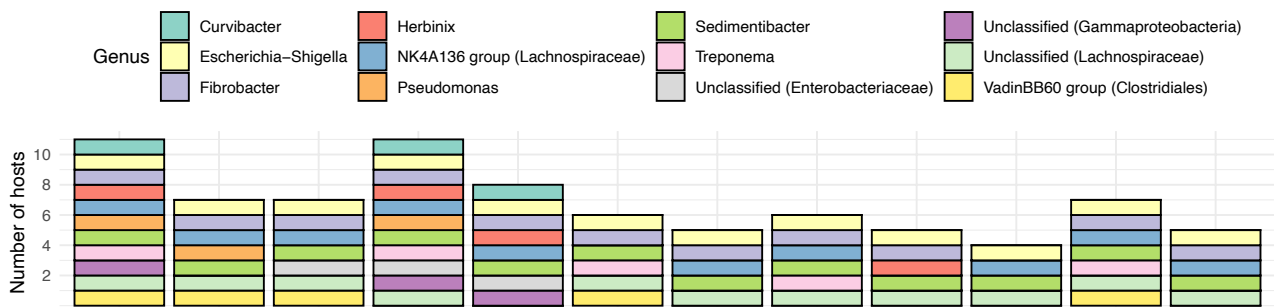 Genus
Curvibacter
Escherichia−Shigella
Fibrobacter
Herbinix
NK4A136 group (Lachnospiraceae)
Pseudomonas
Sedimentibacter
Treponema
Unclassified (Enterobacteriaceae)
Unclassified (Gammaproteobacteria)
Unclassified (Lachnospiraceae)
VadinBB60 group (Clostridiales)
Number of hosts
10
8
6
4
2